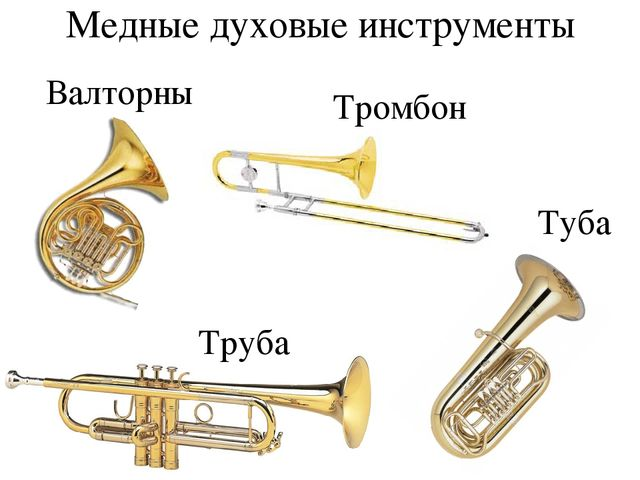 Медные духовые инструменты
Валторны
Тромбон
Туба
Труба